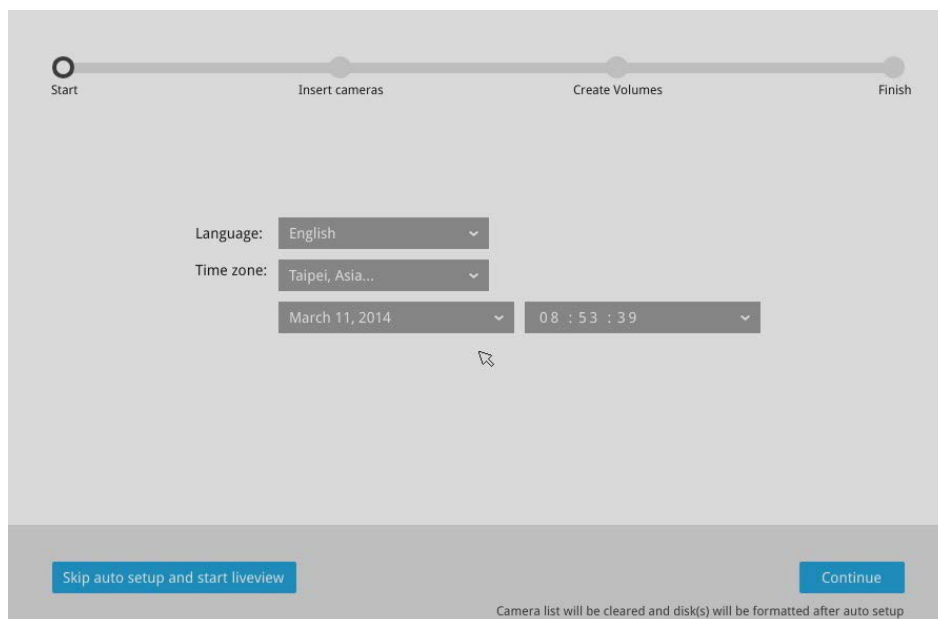 Start Insert cameras Create Volumes Finish
Language: English
Time zone: Taipei, Asia...
March 11, 2014 08 : 53 : 39
Skip auto setup and start liveview Continue
Camera list will be cleared and disk(s) will be formatted after auto setup